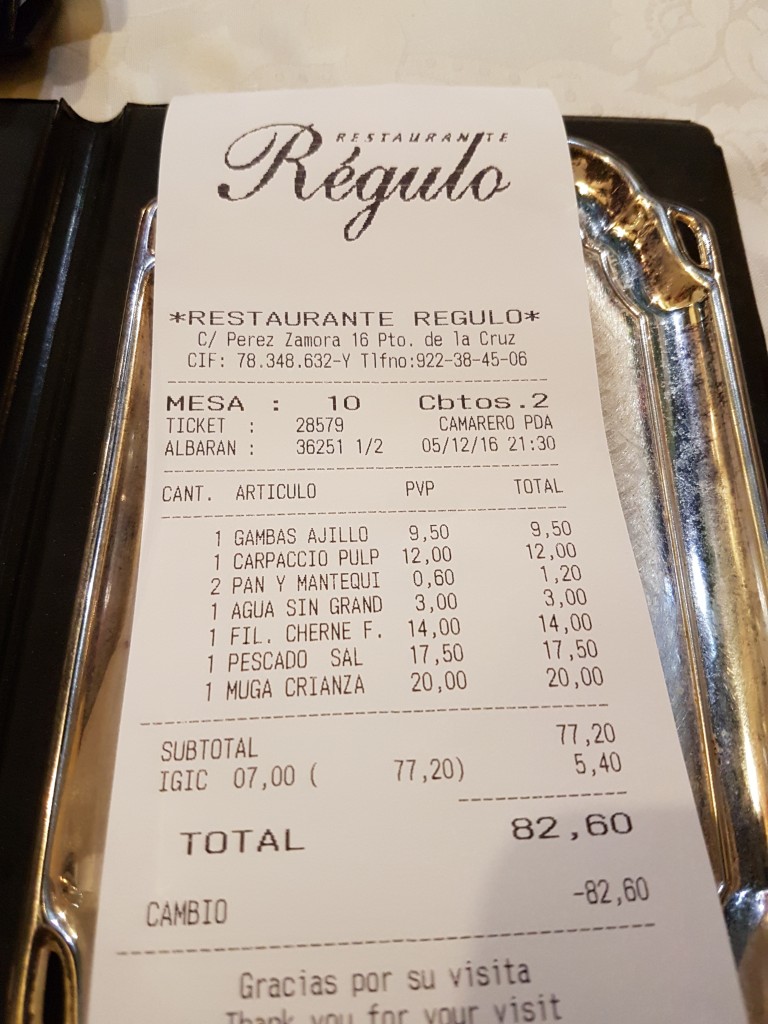 RESTAURANTE
Régulo
*RESTAURANTE REGULO*
C/ Perez Zamora 16 Pto. de la Cruz
CIF: 78.348.632-Y Tlfno:922-38-45-06
MESA : 10 Cbtos.2
TICKET : 28579 CAMARERO PDA
ALBARAN : 36251 1/2 05/12/16 21:30
CANT. ARTICULO PVP TOTAL
1 GAMBAS AJILLO 9,50 9,50
1 CARPACCIO PULP 12,00 12,00
2 PAN Y MANTEQUI 0,60 1,20
1 AGUA SIN GRAND 3,00 3,00
1 FIL. CHERNE F. 14,00 14,00
1 PESCADO SAL 17,50 17,50
1 MUGA CRIANZA 20,00 20,00
SUBTOTAL 77,20
IGIC 07,00 ( 77,20) 5,40
TOTAL 82,60
CAMBIO -82,60
Gracias por su visita
Thank you for your visit